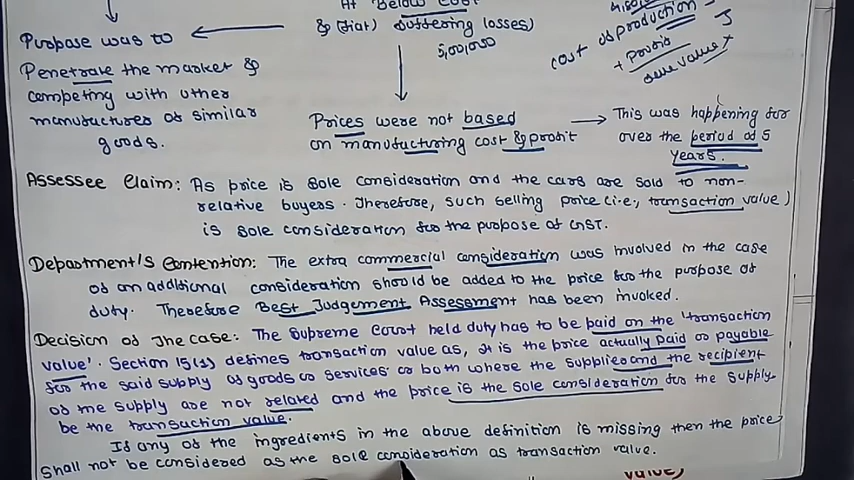 At Below Cost
& (Fiat) suffering losses)
5,00,000
cost of production
+ Profit
sale value
Purpose was to
Penetrate the market &
competing with other
manufactures of similar
goods.
Prices were not based
on manufacturing cost & profit
This was happening for
over the period of 5
years.
Assessee Claim: As price is sole consideration and the cars are sold to non-
relative buyers. Therefore, such selling price (i.e., transaction value)
is sole consideration for the purpose of GST.
Department's Contention: The extra commercial consideration was involved in the case
of an additional consideration should be added to the price for the purpose of
duty. Therefore Best Judgement Assessment has been invoked.
Decision of The case: The Supreme Court held duty has to be paid on the 'transaction
value'. Section 15(1) defines transaction value as, It is the price actually paid or payable
for the said supply of goods or services or both where the supplier and the recipient
of the supply are not related and the price is the sole consideration for the supply
be the transaction value.
If any of the ingredients in the above definition is missing then the price
shall not be considered as the sole consideration as transaction value.
value)